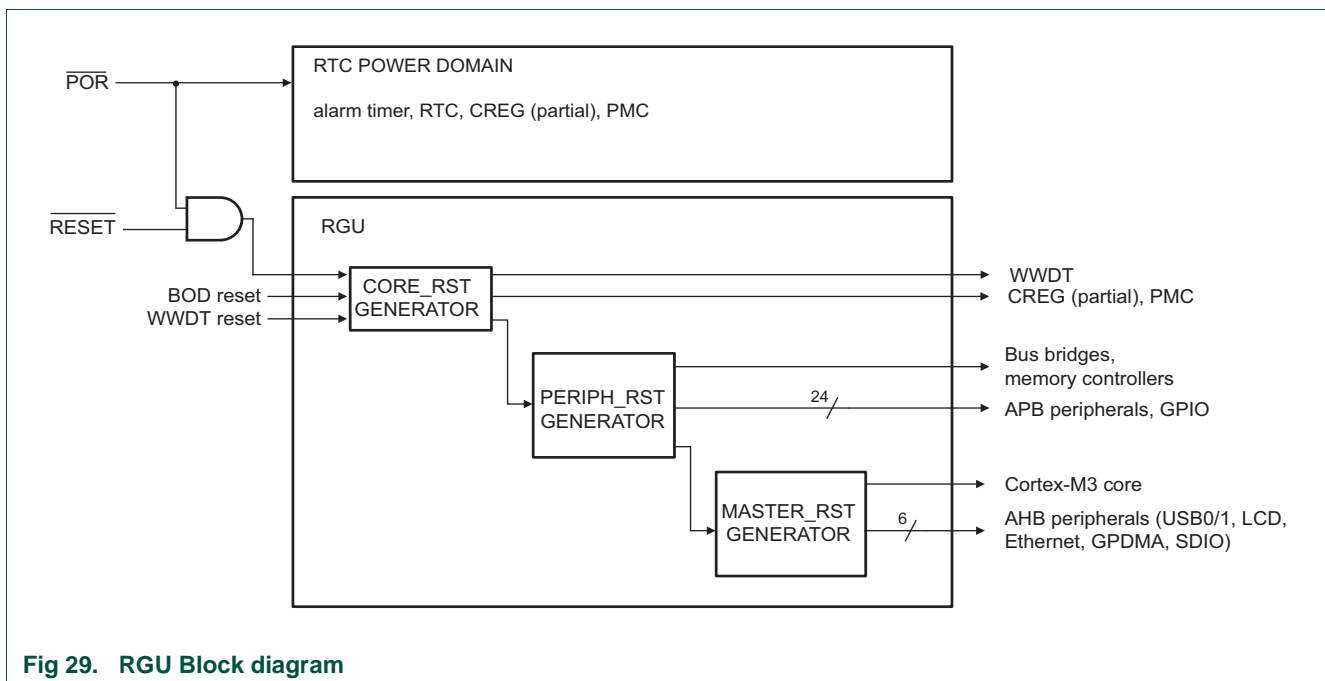 POR
RTC POWER DOMAIN
alarm timer, RTC, CREG (partial), PMC
RESET
RGU
BOD reset
WWDT reset
CORE_RST
GENERATOR
WWDT
CREG (partial), PMC
PERIPH_RST
GENERATOR
Bus bridges,
memory controllers
24
APB peripherals, GPIO
MASTER_RST
GENERATOR
Cortex-M3 core
6
AHB peripherals (USB0/1, LCD,
Ethernet, GPDMA, SDIO)
Fig 29. RGU Block diagram